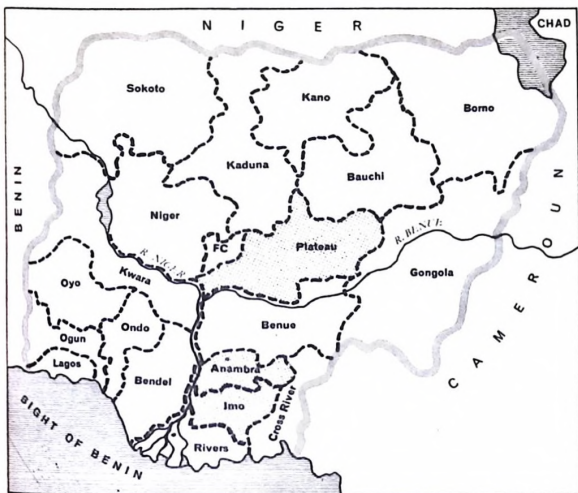 NIGER
CHAD
Sokoto
Kano
Borno
Kaduna
Bauchi
BENIN
Niger
FC
Plateau
R. BENUE
R. NIGER
Kwara
Gongola
CAMEROUN
Oyo
Ogun
Ondo
Lagos
Benue
Bendel
Anambra
Imo
Cross River
Rivers
BIGHT OF BENIN